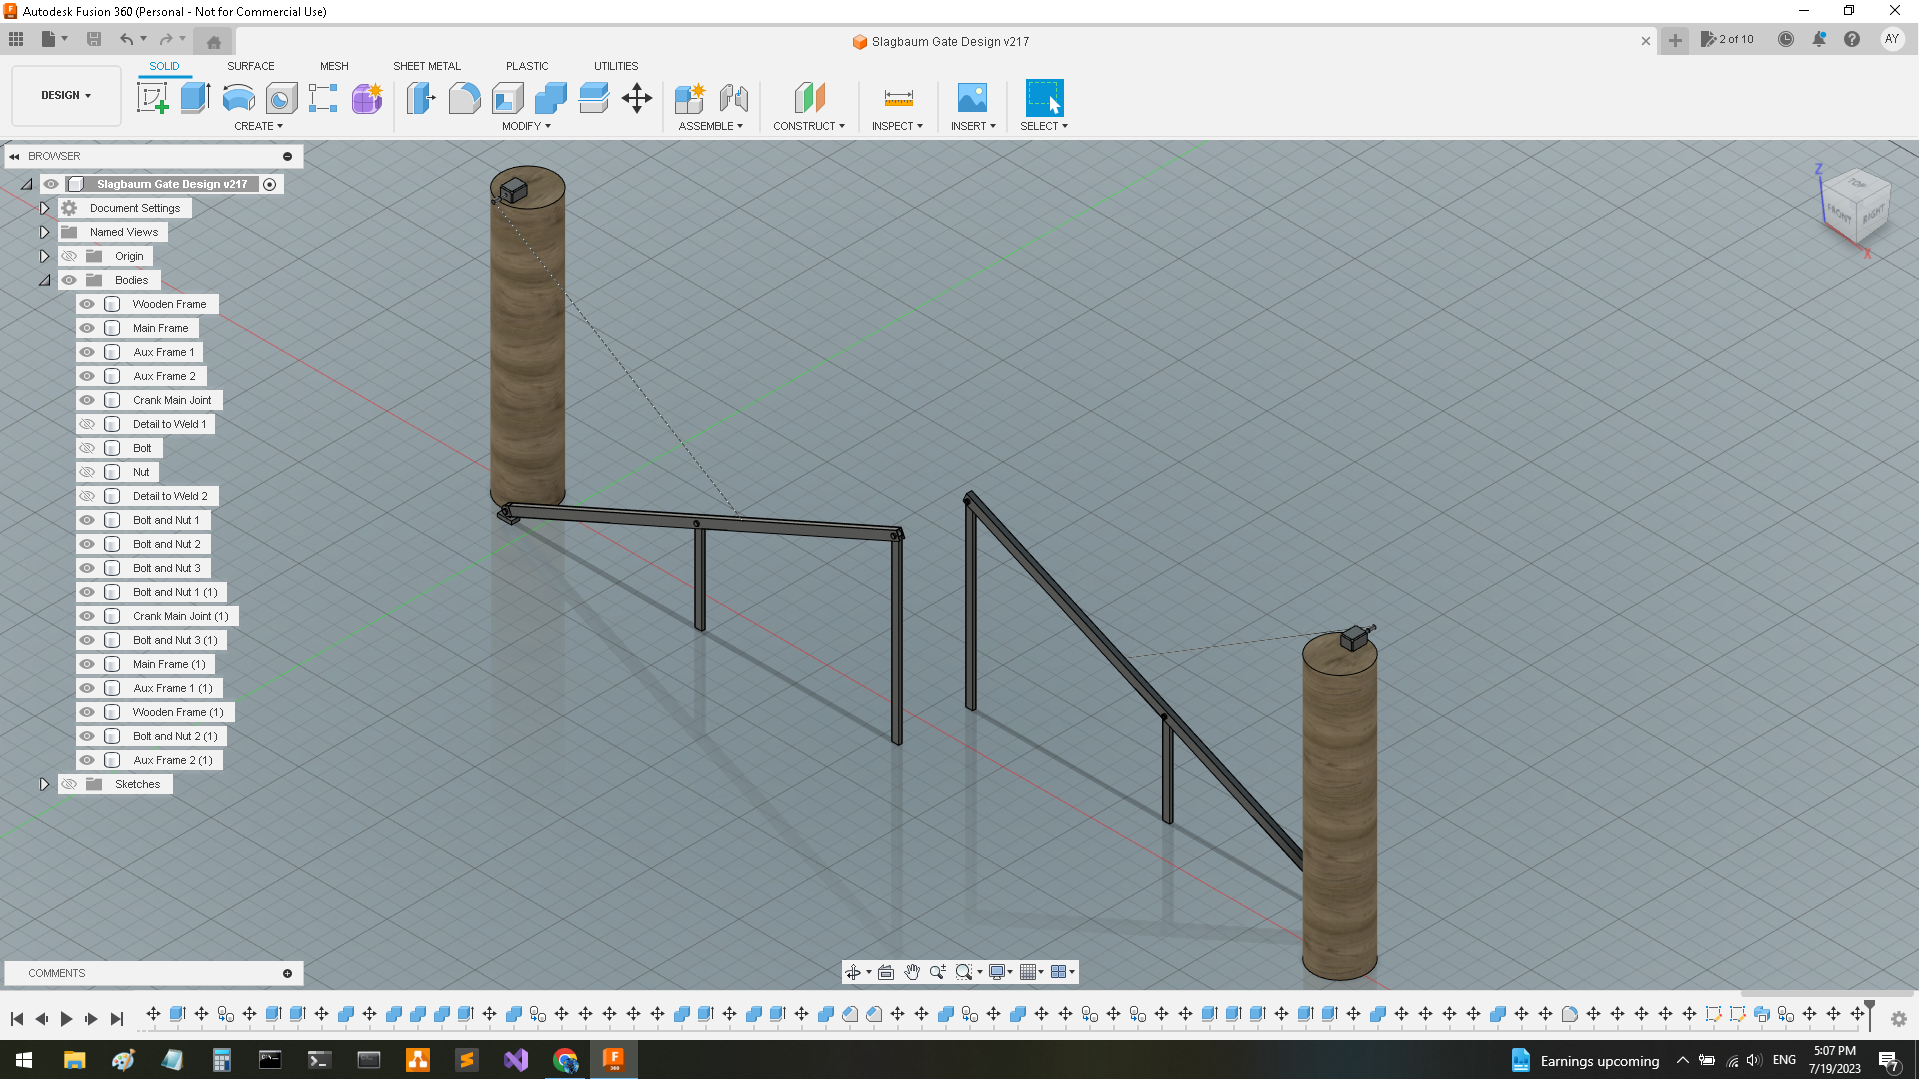 Autodesk Fusion 360 (Personal - Not for Commercial Use)
Slagbaum Gate Design v217
2 of 10
AY
DESIGN
SOLID
SURFACE
MESH
SHEET METAL
PLASTIC
UTILITIES
CREATE
MODIFY
ASSEMBLE
CONSTRUCT
INSPECT
INSERT
SELECT
BROWSER
Slagbaum Gate Design v217
Document Settings
Named Views
Origin
Bodies
Wooden Frame
Main Frame
Aux Frame 1
Aux Frame 2
Crank Main Joint
Detail to Weld 1
Bolt
Nut
Detail to Weld 2
Bolt and Nut 1
Bolt and Nut 2
Bolt and Nut 3
Bolt and Nut 1 (1)
Crank Main Joint (1)
Bolt and Nut 3 (1)
Main Frame (1)
Aux Frame 1 (1)
Wooden Frame (1)
Bolt and Nut 2 (1)
Aux Frame 2 (1)
Sketches
Z
TOP
FRONT
RIGHT
X
COMMENTS
F
360
Earnings upcoming
ENG
5:07 PM
7/19/2023
7